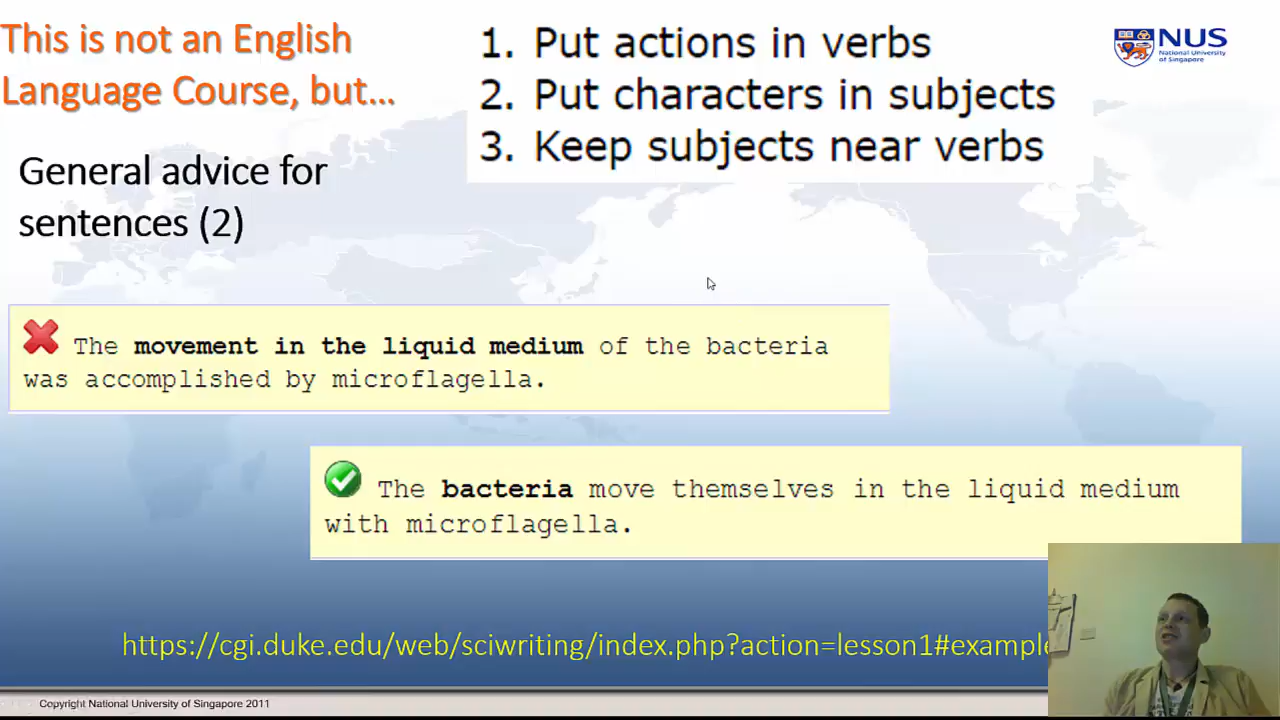 This is not an English
Language Course, but...
1. Put actions in verbs
2. Put characters in subjects
3. Keep subjects near verbs
NUS
National University
of Singapore
General advice for
sentences (2)
The movement in the liquid medium of the bacteria
was accomplished by microflagella.
The bacteria move themselves in the liquid medium
with microflagella.
https://cgi.duke.edu/web/sciwriting/index.php?action=lesson1#example
Copyright National University of Singapore 2011